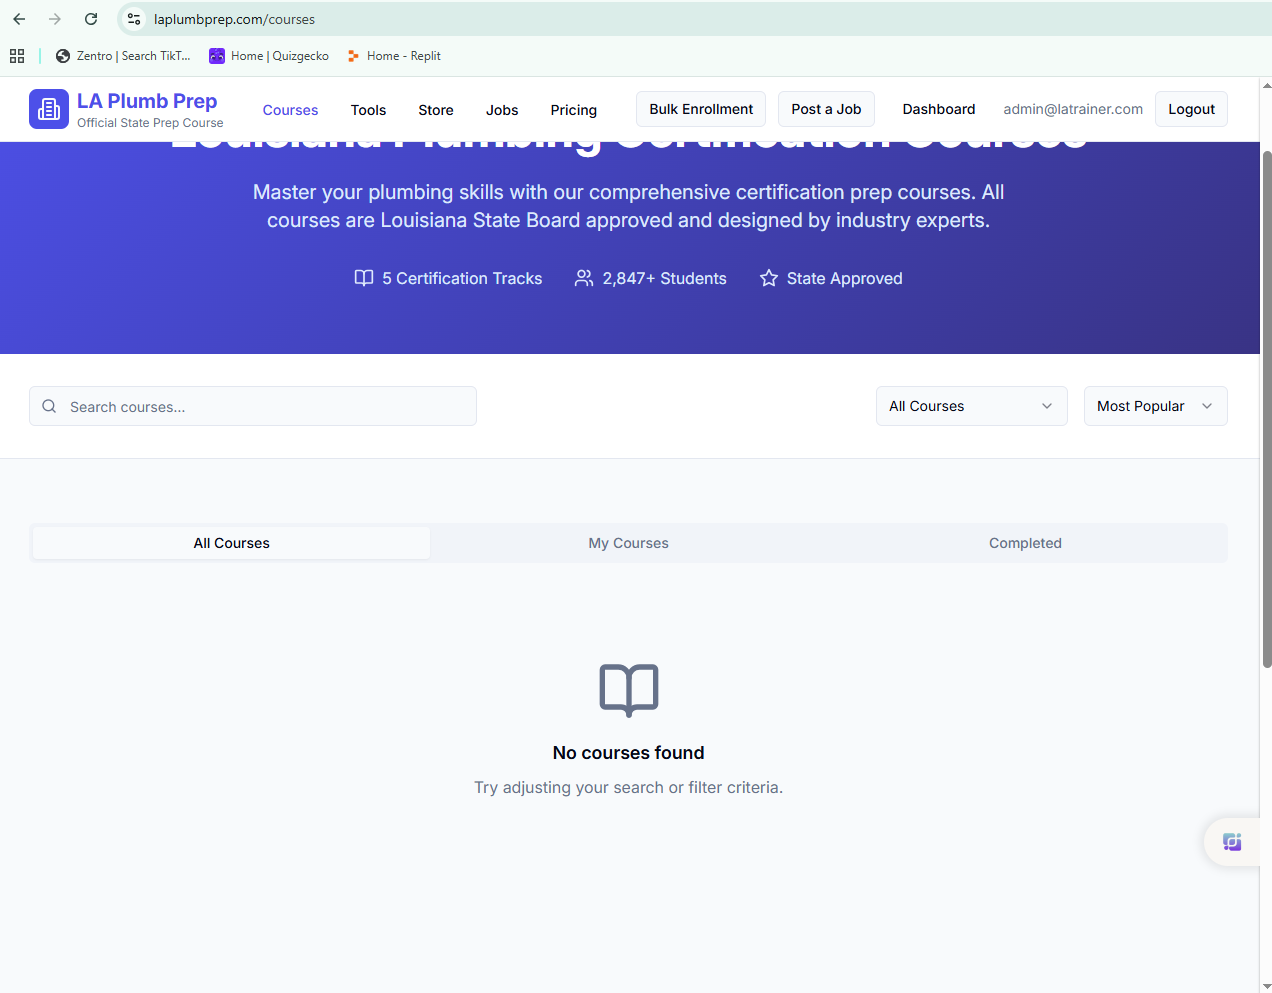 laplumbprep.com/courses
Zentro | Search TikT...
Home | Quizgecko
Home - Replit
LA Plumb Prep
Official State Prep Course
Courses
Tools
Store
Jobs
Pricing
Bulk Enrollment
Post a Job
Dashboard
admin@latrainer.com
Logout
Louisiana Plumbing Certification Courses
Master your plumbing skills with our comprehensive certification prep courses. All
courses are Louisiana State Board approved and designed by industry experts.
5 Certification Tracks
2,847+ Students
State Approved
Search courses...
All Courses
Most Popular
All Courses
My Courses
Completed
No courses found
Try adjusting your search or filter criteria.